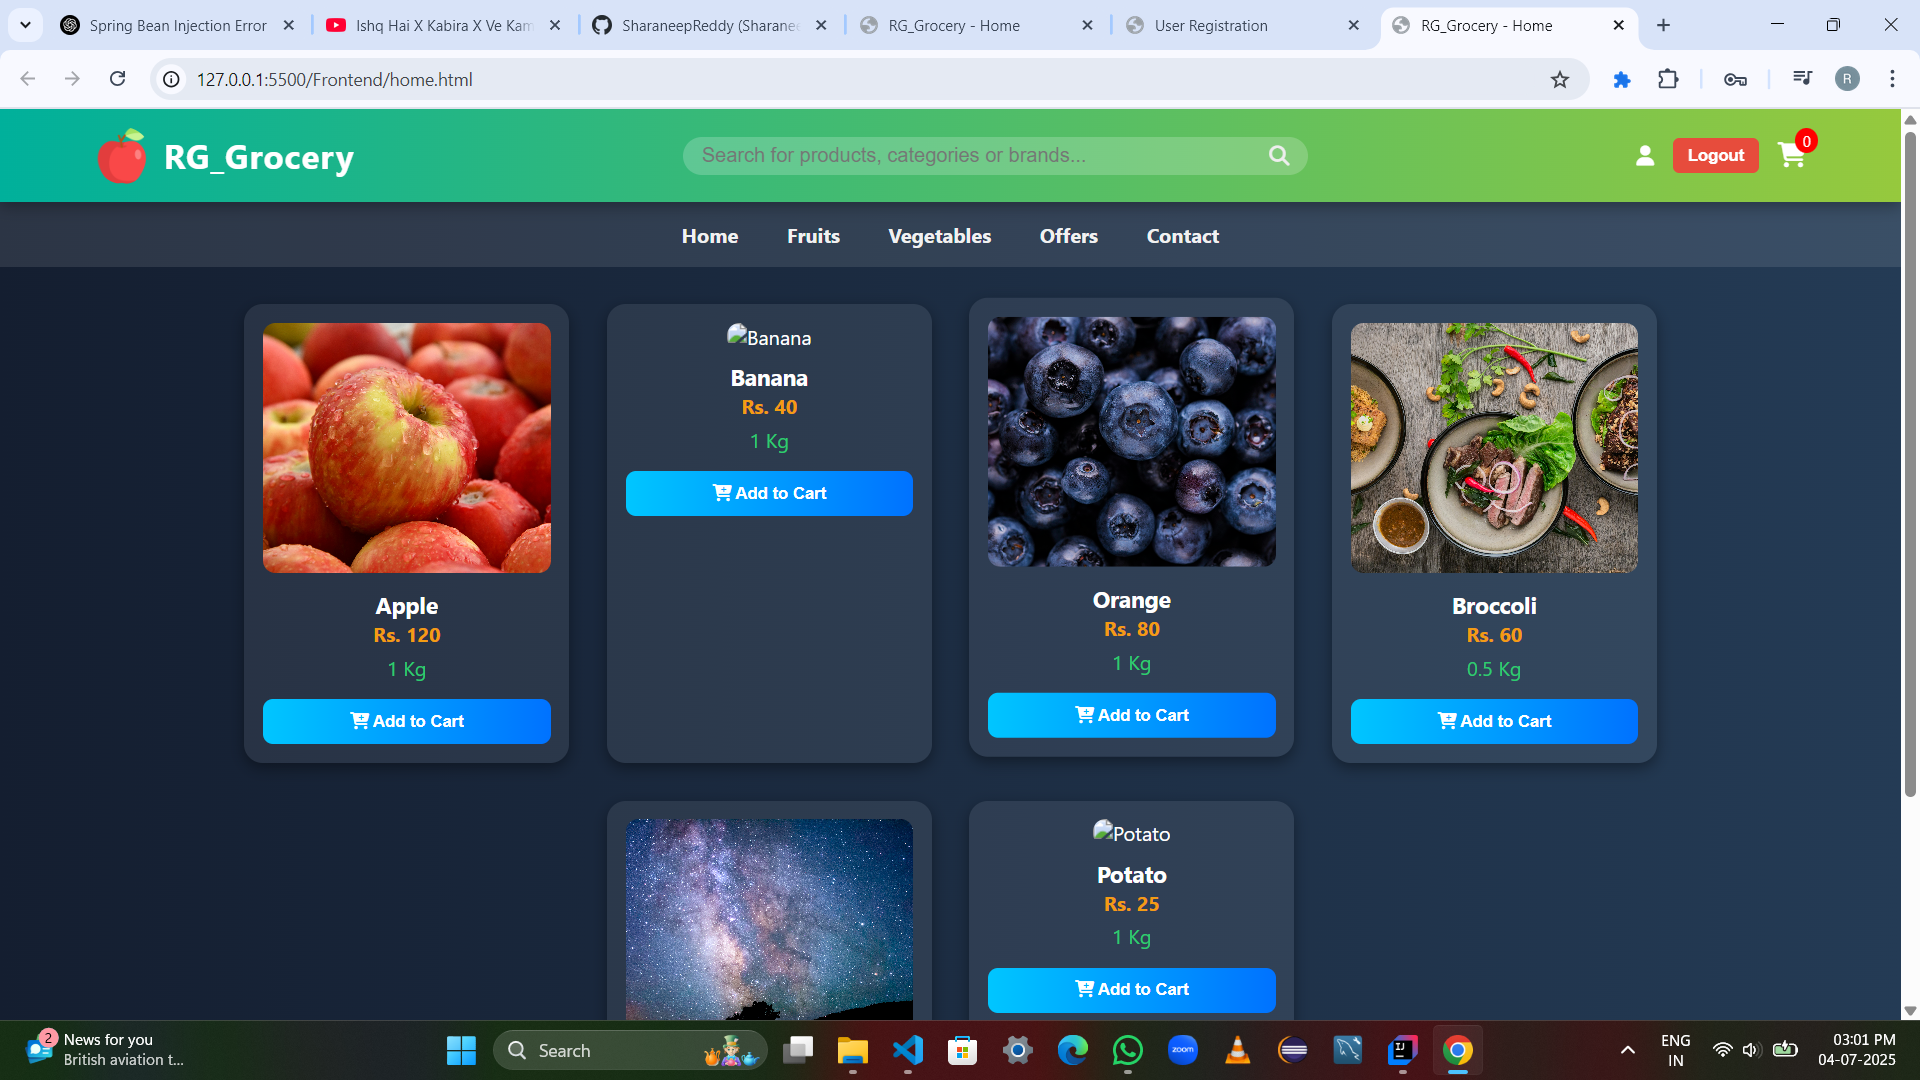 Spring Bean Injection Error
Ishq Hai X Kabira X Ve Kam
SharaneepReddy (Sharane
RG_Grocery - Home
User Registration
RG_Grocery - Home
127.0.0.1:5500/Frontend/home.html
R
RG_Grocery
Search for products, categories or brands...
Logout
0
Home Fruits Vegetables Offers Contact
Banana
Banana
Rs. 40
1 Kg
Add to Cart
Apple
Rs. 120
1 Kg
Add to Cart
Orange
Rs. 80
1 Kg
Add to Cart
Broccoli
Rs. 60
0.5 Kg
Add to Cart
Potato
Potato
Rs. 25
1 Kg
Add to Cart
2
News for you
British aviation t...
Search
zoom
IJ
ENG
IN
03:01 PM
04-07-2025